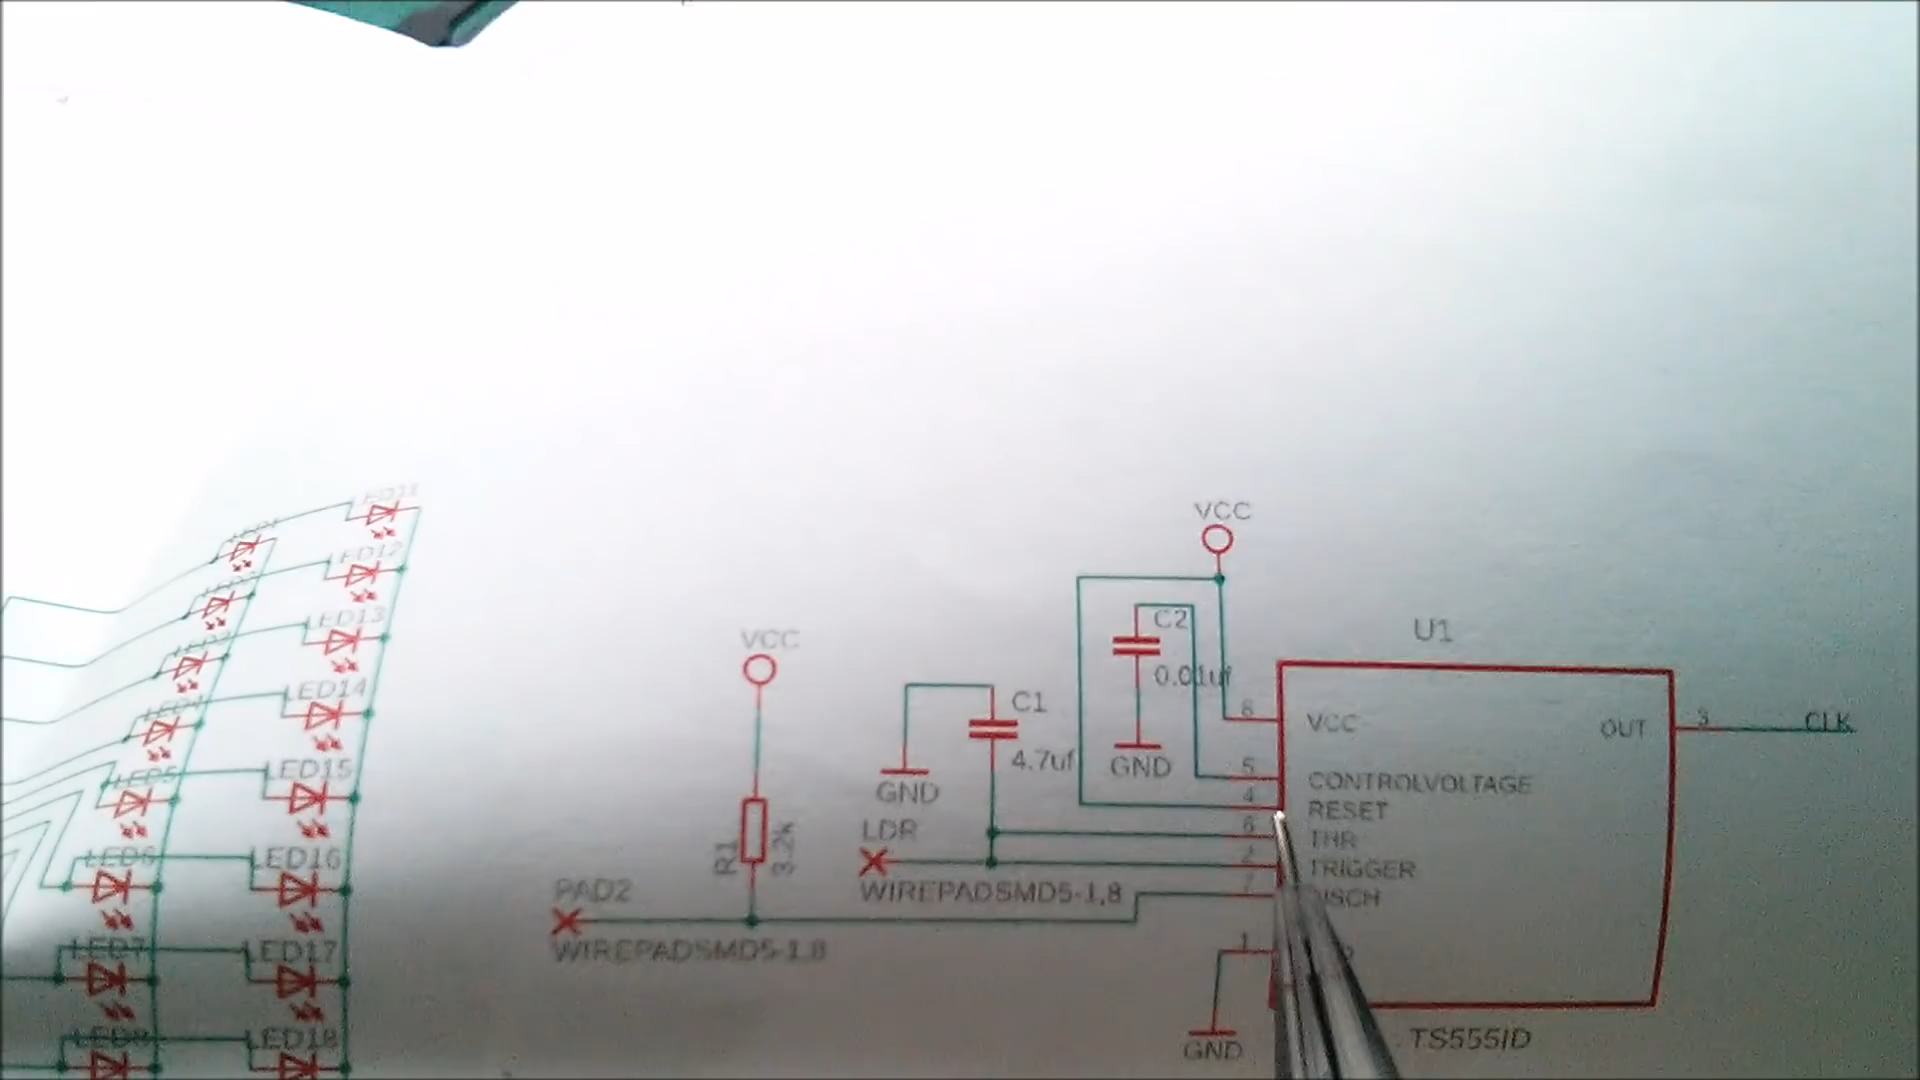 LED11
LED12
LED13
LED14
LED5
LED15
LED6
LED16
LED7
LED17
LED8
LED18
VCC
R1
3.2k
PAD2
WIREPADSMD5-1,8
LDR
WIREPADSMD5-1,8
GND
C1
4.7uf
VCC
C2
0.01uf
GND
U1
8
VCC
OUT
3
CLK
5
CONTROLVOLTAGE
4
RESET
6
THR
2
TRIGGER
7
1
GND
TS555ID